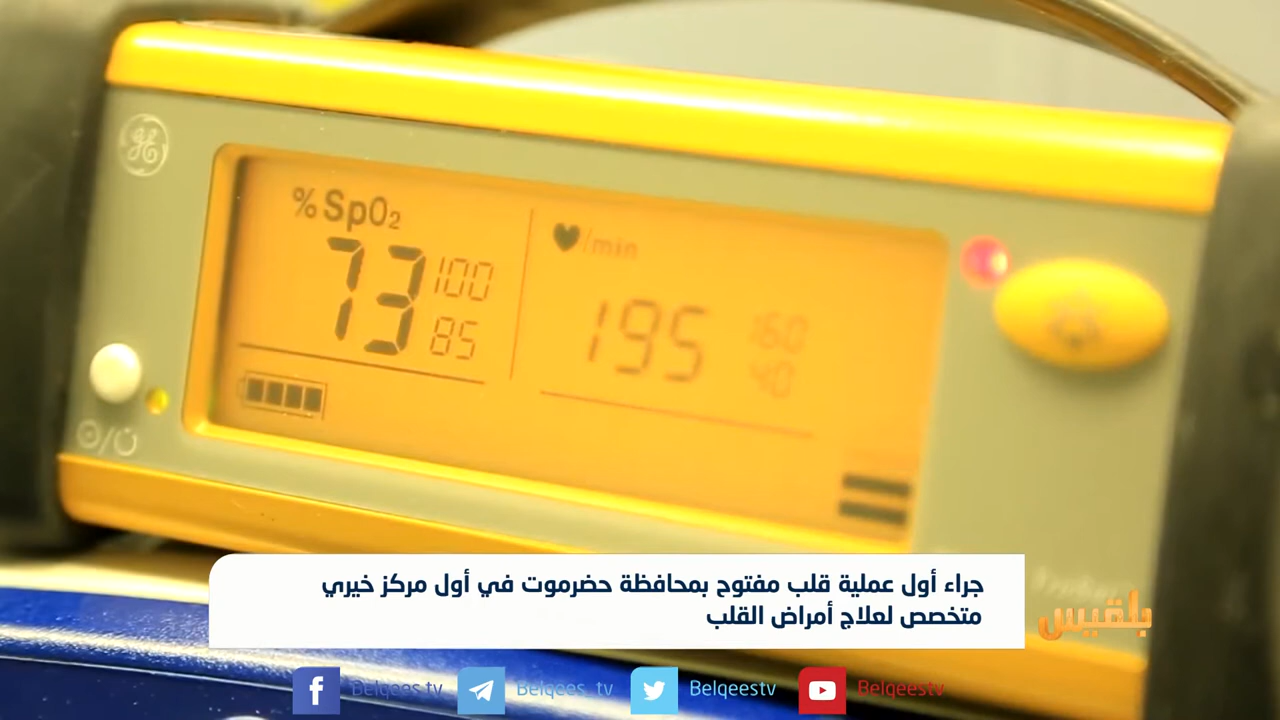 GE
%SpO₂
73
100
85
♥/min
195
160
40
جراء أول عملية قلب مفتوح بمحافظة حضرموت في أول مركز خيري
متخصص لعلاج أمراض القلب
بلقيس
Belqees.tv
Belqees_tv
Belqeestv
Belqeestv